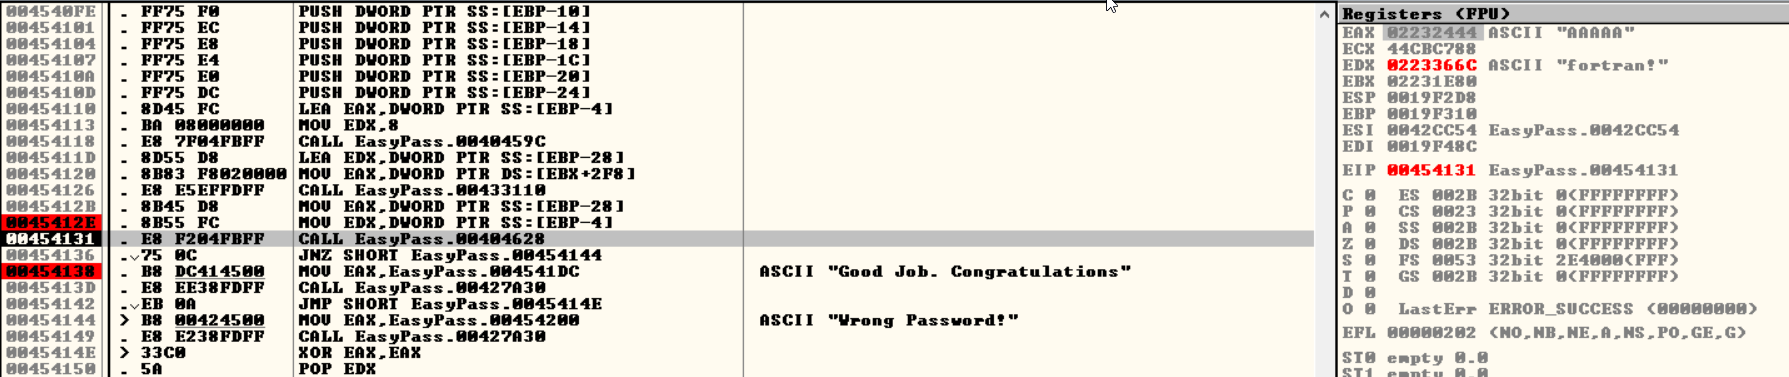 004540FE . FF75 F0 PUSH DWORD PTR SS:[EBP-10]
00454101 . FF75 EC PUSH DWORD PTR SS:[EBP-14]
00454104 . FF75 E8 PUSH DWORD PTR SS:[EBP-18]
00454107 . FF75 E4 PUSH DWORD PTR SS:[EBP-1C]
0045410A . FF75 E0 PUSH DWORD PTR SS:[EBP-20]
0045410D . FF75 DC PUSH DWORD PTR SS:[EBP-24]
00454110 . 8D45 FC LEA EAX,DWORD PTR SS:[EBP-4]
00454113 . BA 08000000 MOV EDX,8
00454118 . E8 7F04FBFF CALL EasyPass.0040459C
0045411D . 8D55 D8 LEA EDX,DWORD PTR SS:[EBP-28]
00454120 . 8B83 F8020000 MOV EAX,DWORD PTR DS:[EBX+2F8]
00454126 . E8 E5EFFDFF CALL EasyPass.00433110
0045412B . 8B45 D8 MOV EAX,DWORD PTR SS:[EBP-28]
0045412E . 8B55 FC MOV EDX,DWORD PTR SS:[EBP-4]
00454131 . E8 F204FBFF CALL EasyPass.00404628
00454136 .v75 0C JNZ SHORT EasyPass.00454144
00454138 . B8 DC414500 MOV EAX,EasyPass.004541DC ASCII "Good Job. Congratulations"
0045413D . E8 EE38FDFF CALL EasyPass.00427A30
00454142 .vEB 0A JMP SHORT EasyPass.0045414E
00454144 > B8 00424500 MOV EAX,EasyPass.00454200 ASCII "Wrong Password!"
00454149 . E8 E238FDFF CALL EasyPass.00427A30
0045414E > 33C0 XOR EAX,EAX
00454150 . 5A POP EDX
Registers (FPU)
EAX 02232444 ASCII "AAAAA"
ECX 44CBC788
EDX 0223366C ASCII "fortran!"
EBX 02231E80
ESP 0019F2D8
EBP 0019F310
ESI 0042CC54 EasyPass.0042CC54
EDI 0019F48C
EIP 00454131 EasyPass.00454131
C 0 ES 002B 32bit 0(FFFFFFFF)
P 0 CS 0023 32bit 0(FFFFFFFF)
A 0 SS 002B 32bit 0(FFFFFFFF)
Z 0 DS 002B 32bit 0(FFFFFFFF)
S 0 FS 0053 32bit 2E4000(FFF)
T 0 GS 002B 32bit 0(FFFFFFFF)
D 0
O 0 LastErr ERROR_SUCCESS (00000000)
EFL 00000202 (NO,NB,NE,A,NS,PO,GE,G)
ST0 empty 0.0
ST1 empty 0.0